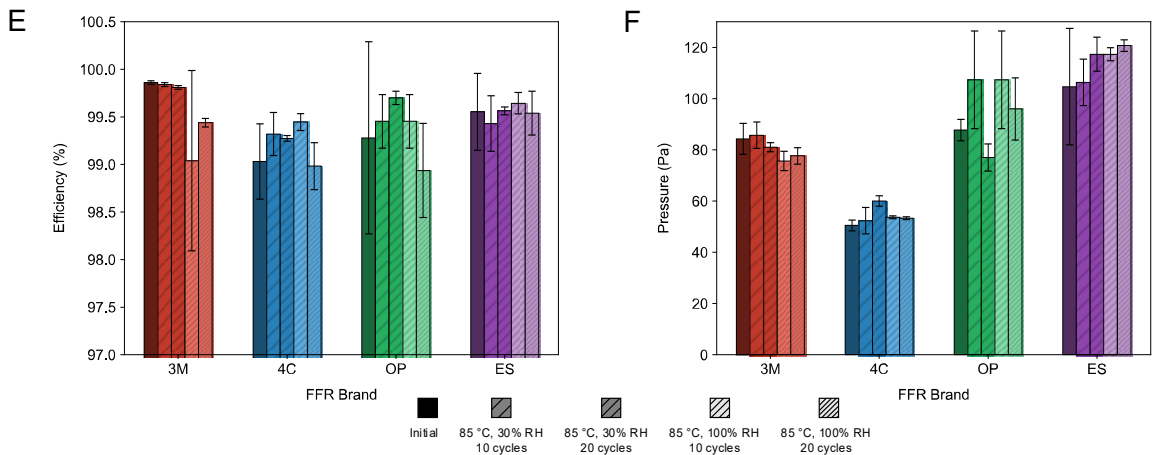 E
100.5
100.0
99.5
99.0
98.5
98.0
97.5
97.0
Efficiency (%)
3M 4C OP ES
FFR Brand
F
120
100
80
60
40
20
0
Pressure (Pa)
3M 4C OP ES
FFR Brand
Initial
85 °C, 30% RH
10 cycles
85 °C, 30% RH
20 cycles
85 °C, 100% RH
10 cycles
85 °C, 100% RH
20 cycles